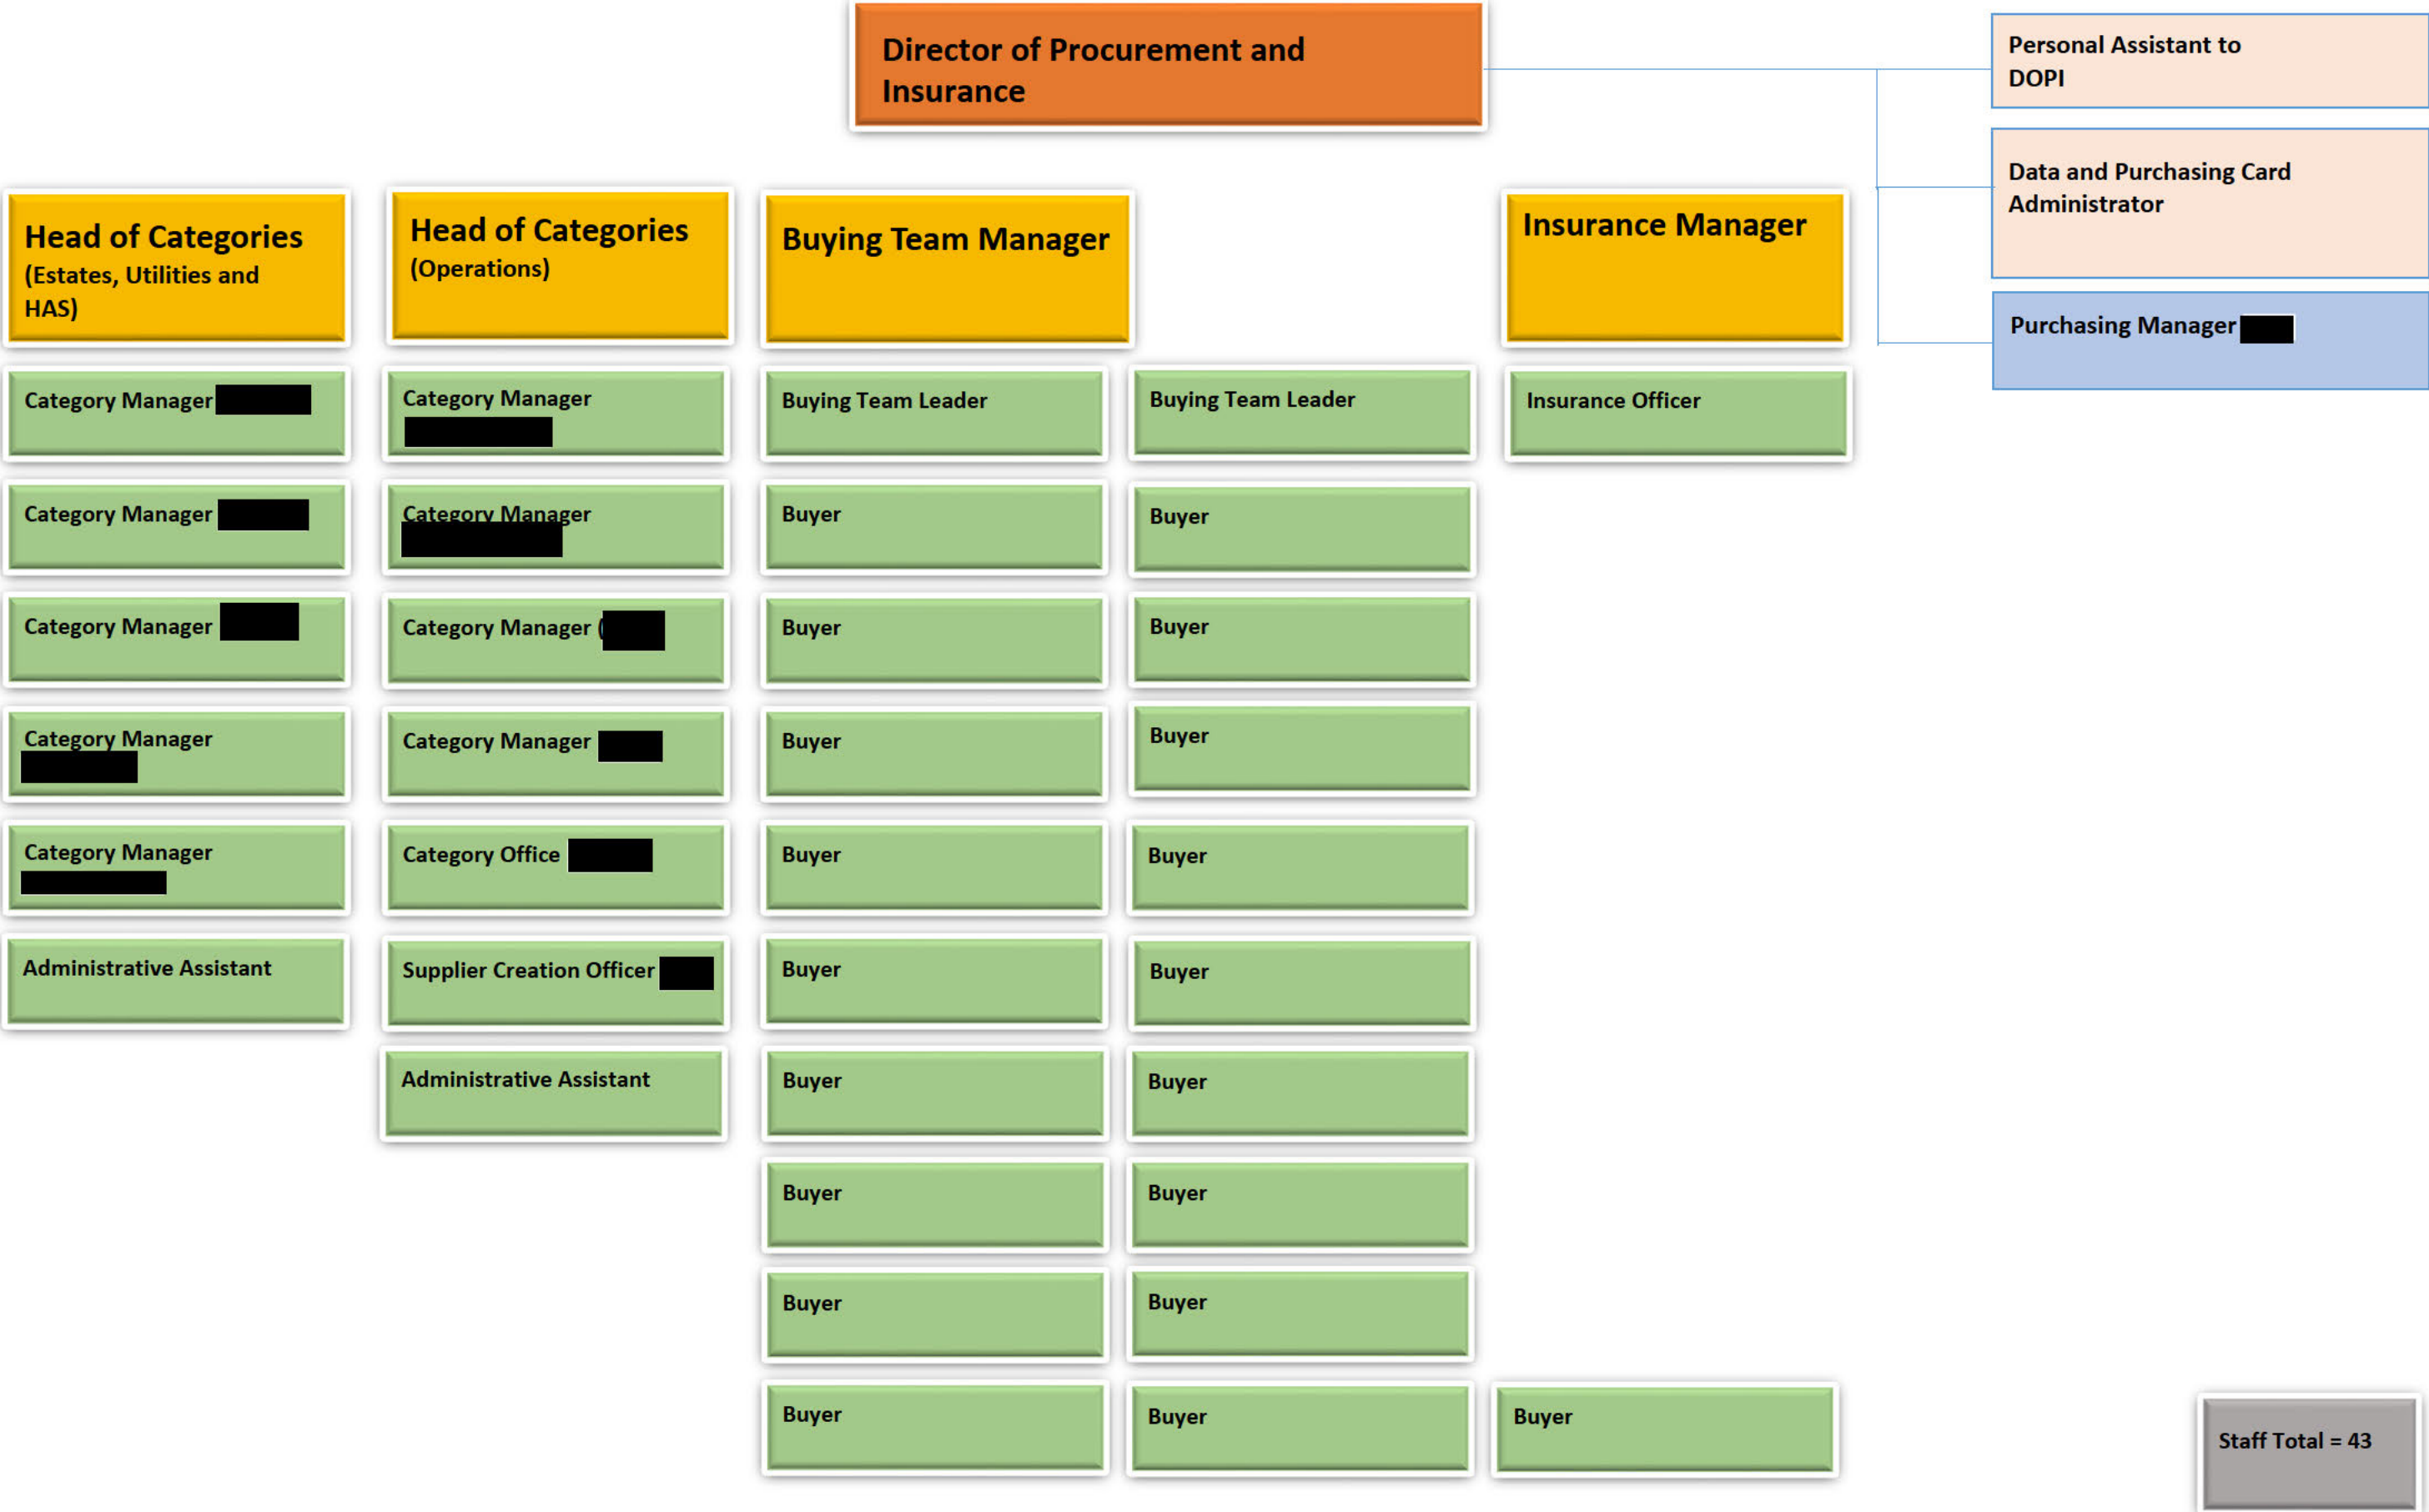 Director of Procurement and
Insurance
Personal Assistant to
DOPI
Data and Purchasing Card
Administrator
Purchasing Manager
Head of Categories
(Estates, Utilities and
HAS)
Category Manager
Category Manager
Category Manager
Category Manager
Category Manager
Administrative Assistant
Head of Categories
(Operations)
Category Manager
Category Manager
Category Manager (
Category Manager
Category Office
Supplier Creation Officer
Administrative Assistant
Buying Team Manager
Buying Team Leader
Buyer
Buyer
Buyer
Buyer
Buyer
Buyer
Buyer
Buyer
Buyer
Buying Team Leader
Buyer
Buyer
Buyer
Buyer
Buyer
Buyer
Buyer
Buyer
Buyer
Insurance Manager
Insurance Officer
Buyer
Staff Total = 43